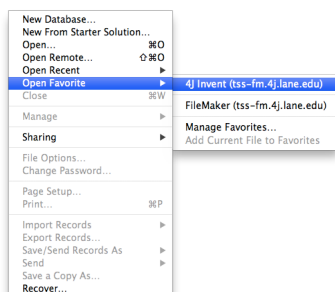 New Database...
New From Starter Solution...
Open... ⌘O
Open Remote... ⇧⌘O
Open Recent
Open Favorite
Close ⌘W
Manage
Sharing
File Options...
Change Password...
Page Setup...
Print... ⌘P
Import Records
Export Records...
Save/Send Records As
Send
Save a Copy As...
Recover...
4J Invent (tss-fm.4j.lane.edu)
FileMaker (tss-fm.4j.lane.edu)
Manage Favorites...
Add Current File to Favorites